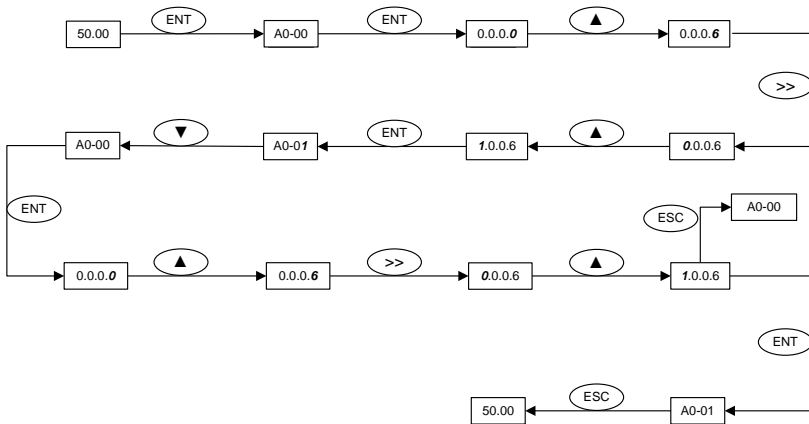 50.00 ENT A0-00 ENT 0.0.0.0 ▲ 0.0.0.6
>>
A0-00 ▼ A0-01 ENT 1.0.0.6 ▲ 0.0.0.6
ENT
ESC A0-00
0.0.0.0 ▲ 0.0.0.6 >> 0.0.0.6 ▲ 1.0.0.6
ENT
50.00 ESC A0-01